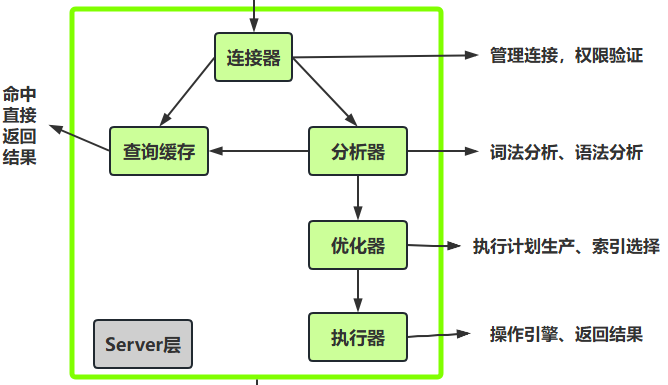 连接器
管理连接，权限验证
命中
直接
返回
结果
查询缓存
分析器
词法分析、语法分析
优化器
执行计划生产、索引选择
Server层
执行器
操作引擎、返回结果